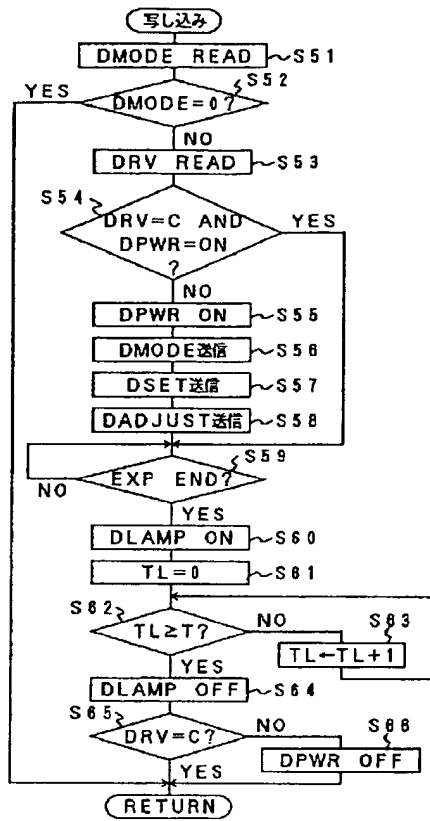 写し込み
DMODE READ
S51
S52
YES
DMODE=0?
NO
DRV READ
S53
S54
DRV=C AND
DPWR=ON
?
YES
NO
DPWR ON
S55
DMODE送信
S56
DSET送信
S57
DADJUST送信
S58
S59
EXP END?
NO
YES
DLAMP ON
S60
TL=0
S61
S62
TL≥T?
NO
S63
TL←TL+1
YES
DLAMP OFF
S64
S65
DRV=C?
NO
S66
DPWR OFF
YES
RETURN